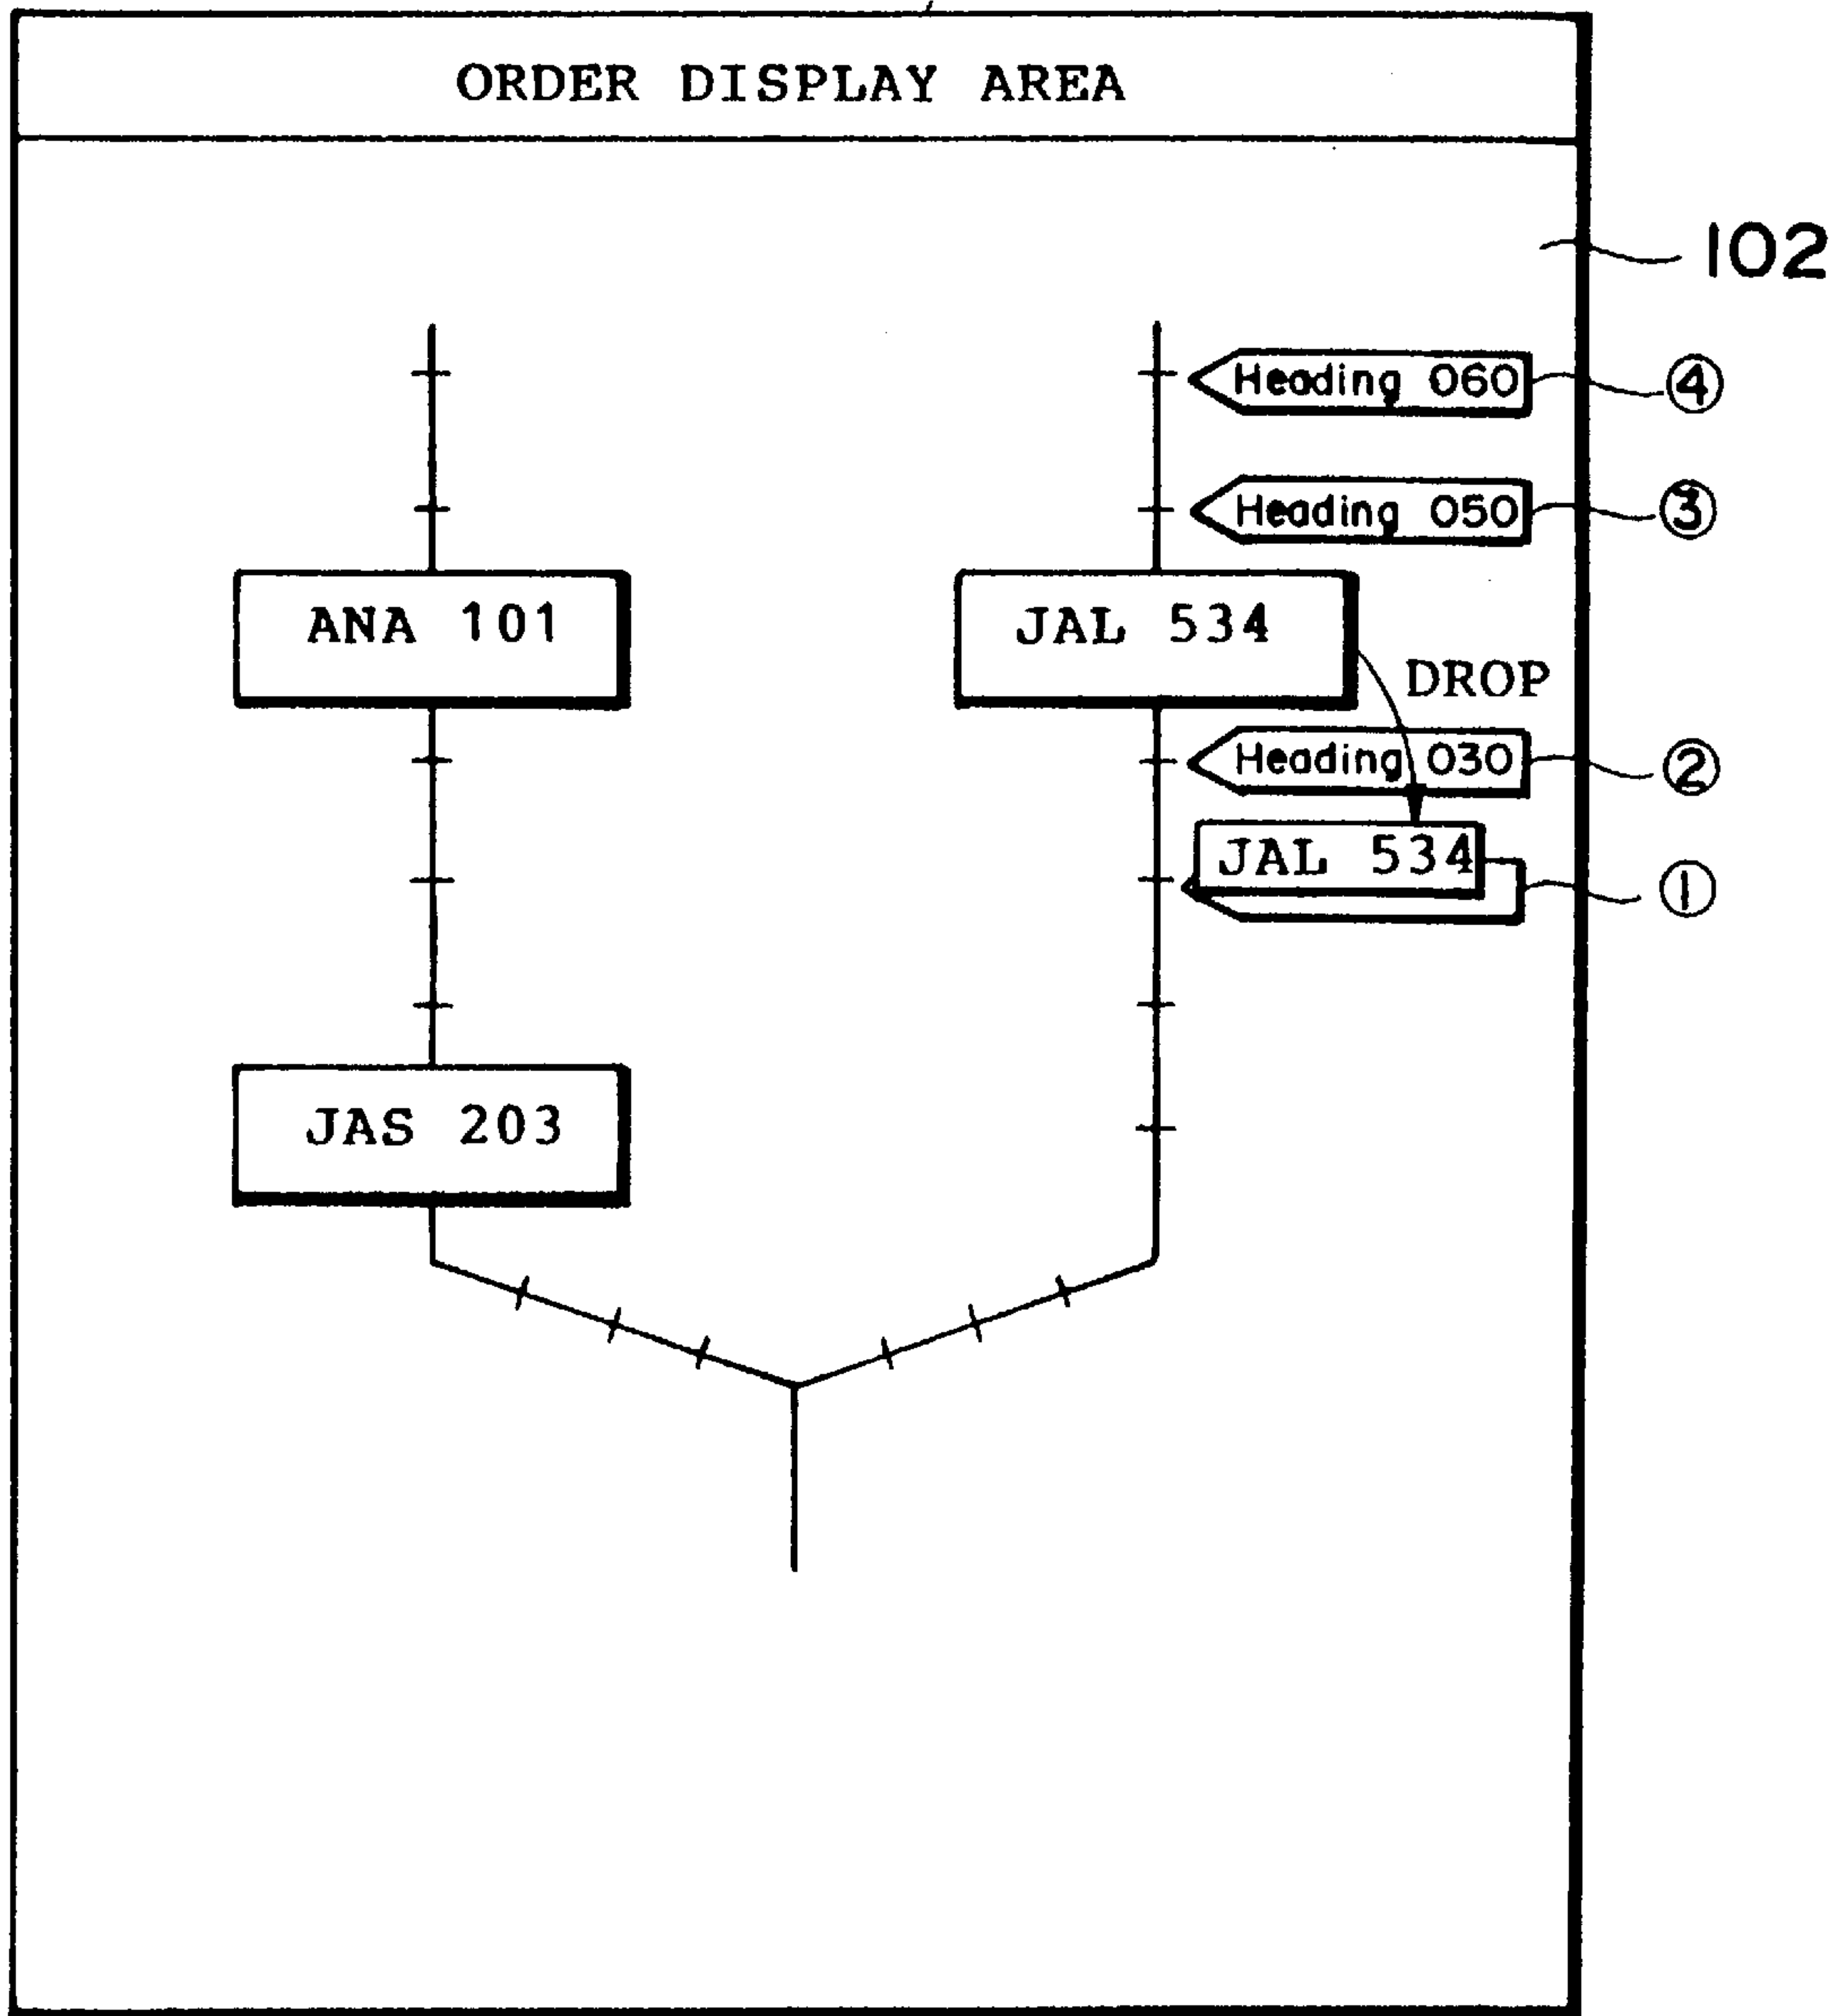 ORDER DISPLAY AREA
102
Heading 060 ④
Heading 050 ③
ANA 101
JAL 534
DROP
Heading 030 ②
JAL 534
①
JAS 203